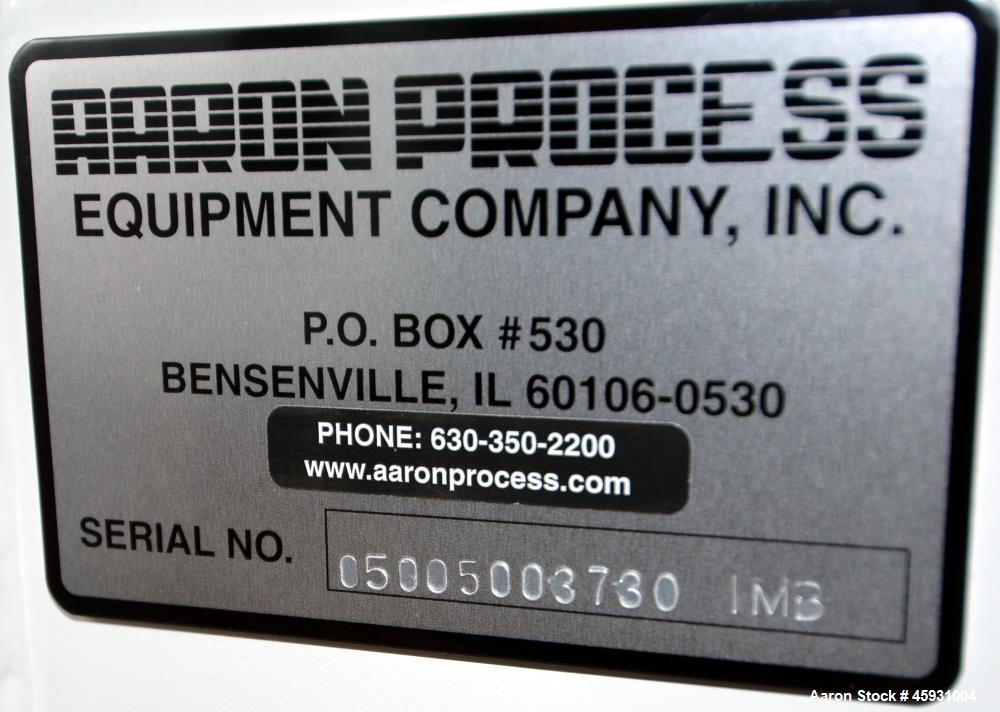 AARON PROCESS
EQUIPMENT COMPANY, INC.
P.O. BOX #530
BENSENVILLE, IL 60106-0530
PHONE: 630-350-2200
www.aaronprocess.com
SERIAL NO. 05005003730 IMB
Aaron Stock # 45931004